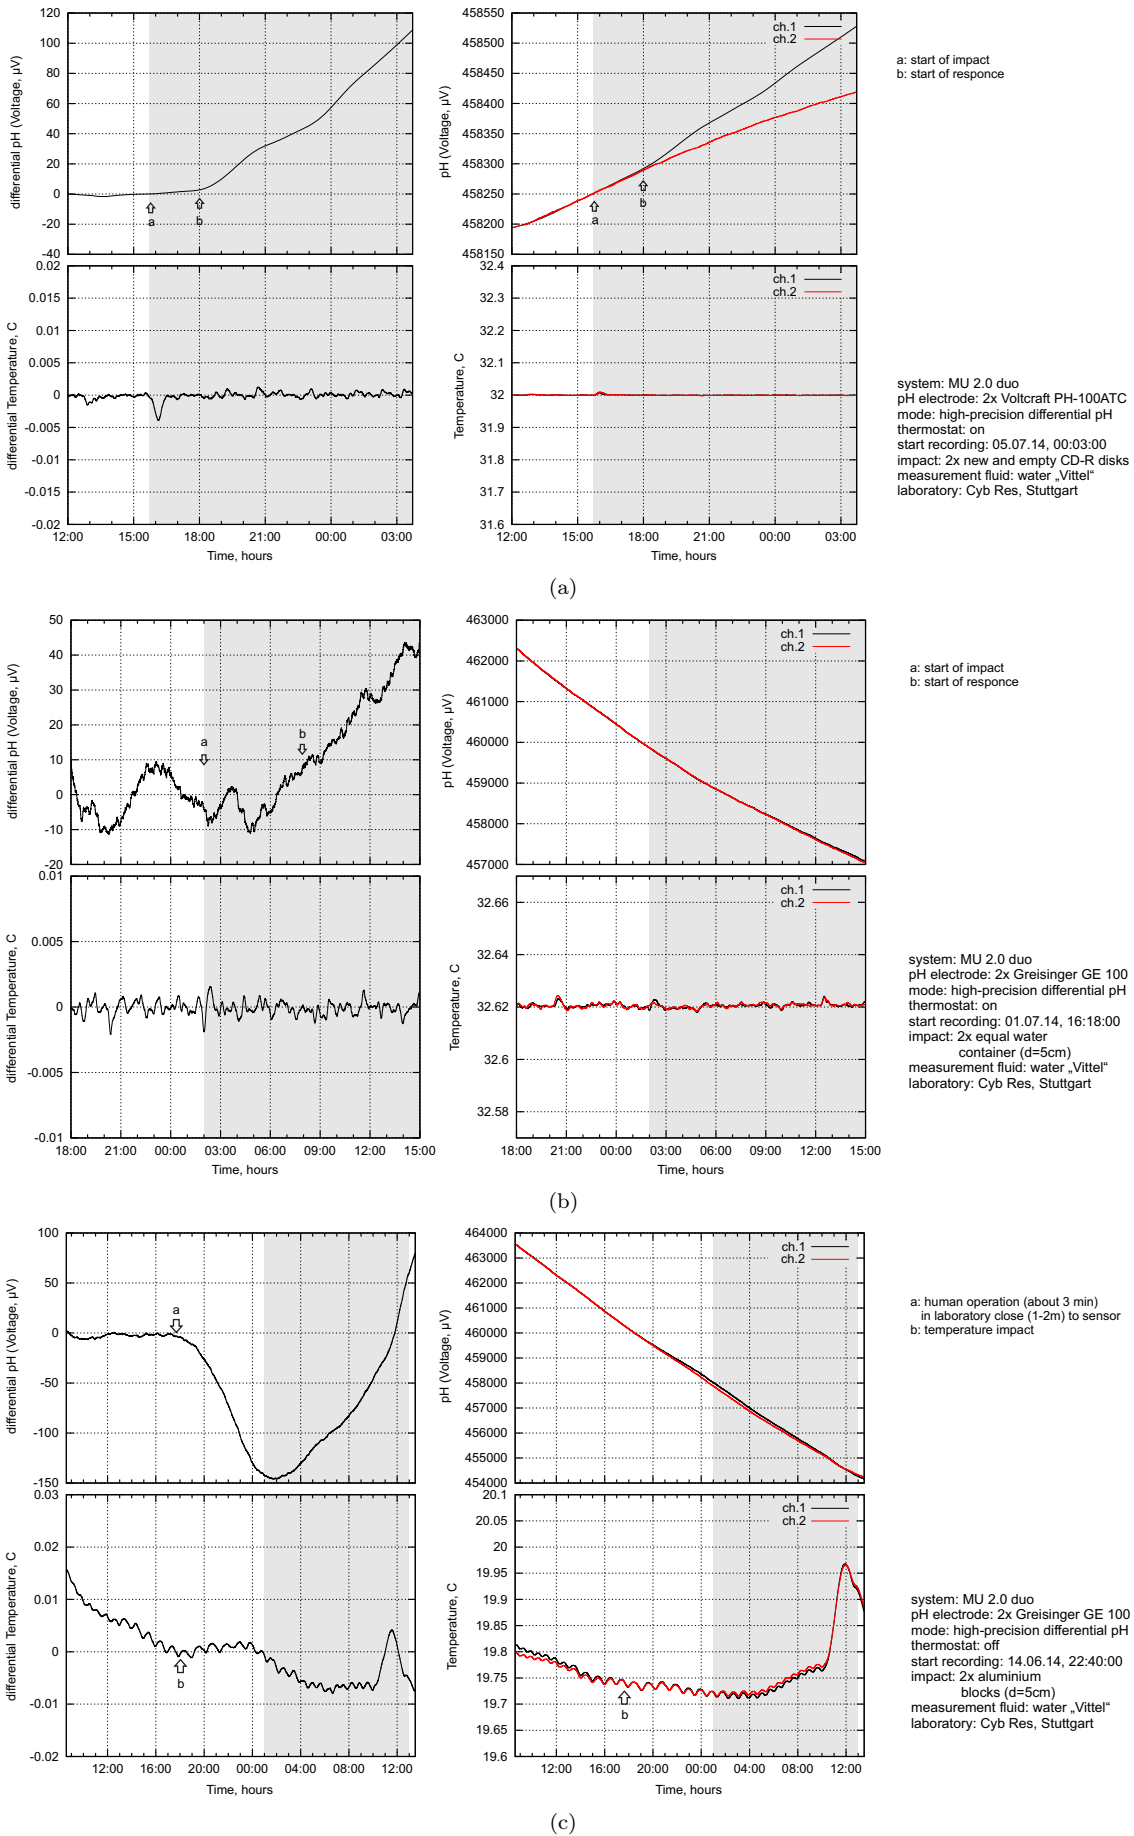 120
100
80
60
40
20
0
-20
-40
differential pH (Voltage, µV)
a
b
458550
458500
458450
458400
458350
458300
458250
458200
458150
pH (Voltage, µV)
ch.1
ch.2
a
b
a: start of impact
b: start of responce
0.02
0.015
0.01
0.005
0
-0.005
-0.01
-0.015
-0.02
differential Temperature, C
12:00 15:00 18:00 21:00 00:00 03:00
Time, hours
32.4
32.3
32.2
32.1
32
31.9
31.8
31.7
31.6
Temperature, C
ch.1
ch.2
12:00 15:00 18:00 21:00 00:00 03:00
Time, hours
system: MU 2.0 duo
pH electrode: 2x Voltcraft PH-100ATC
mode: high-precision differential pH
thermostat: on
start recording: 05.07.14, 00:03:00
impact: 2x new and empty CD-R disks
measurement fluid: water „Vittel“
laboratory: Cyb Res, Stuttgart
(a)
50
40
30
20
10
0
-10
-20
differential pH (Voltage, µV)
a
b
463000
462000
461000
460000
459000
458000
457000
pH (Voltage, µV)
ch.1
ch.2
a: start of impact
b: start of responce
0.01
0.005
0
-0.005
-0.01
differential Temperature, C
18:00 21:00 00:00 03:00 06:00 09:00 12:00 15:00
Time, hours
32.66
32.64
32.62
32.6
32.58
Temperature, C
ch.1
ch.2
18:00 21:00 00:00 03:00 06:00 09:00 12:00 15:00
Time, hours
system: MU 2.0 duo
pH electrode: 2x Greisinger GE 100
mode: high-precision differential pH
thermostat: on
start recording: 01.07.14, 16:18:00
impact: 2x equal water
container (d=5cm)
measurement fluid: water „Vittel“
laboratory: Cyb Res, Stuttgart
(b)
100
50
0
-50
-100
-150
differential pH (Voltage, µV)
a
464000
463000
462000
461000
460000
459000
458000
457000
456000
455000
454000
pH (Voltage, µV)
ch.1
ch.2
a: human operation (about 3 min)
in laboratory close (1-2m) to sensor
b: temperature impact
0.03
0.02
0.01
0
-0.01
-0.02
differential Temperature, C
b
12:00 16:00 20:00 00:00 04:00 08:00 12:00
Time, hours
20.1
20.05
20
19.95
19.9
19.85
19.8
19.75
19.7
19.65
19.6
Temperature, C
ch.1
ch.2
b
12:00 16:00 20:00 00:00 04:00 08:00 12:00
Time, hours
system: MU 2.0 duo
pH electrode: 2x Greisinger GE 100
mode: high-precision differential pH
thermostat: off
start recording: 14.06.14, 22:40:00
impact: 2x aluminium
blocks (d=5cm)
measurement fluid: water „Vittel“
laboratory: Cyb Res, Stuttgart
(c)